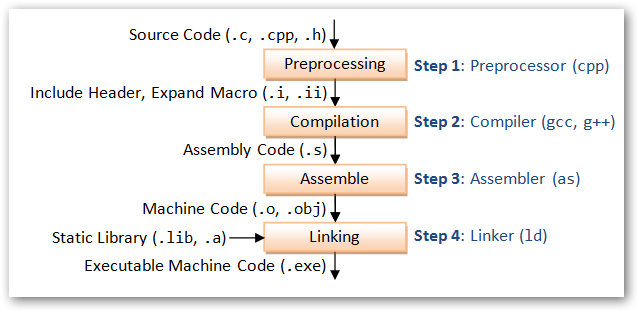 Source Code (.c, .cpp, .h)
Preprocessing
Step 1: Preprocessor (cpp)
Include Header, Expand Macro (.i, .ii)
Compilation
Step 2: Compiler (gcc, g++)
Assembly Code (.s)
Assemble
Step 3: Assembler (as)
Machine Code (.o, .obj)
Static Library (.lib, .a)
Linking
Step 4: Linker (ld)
Executable Machine Code (.exe)